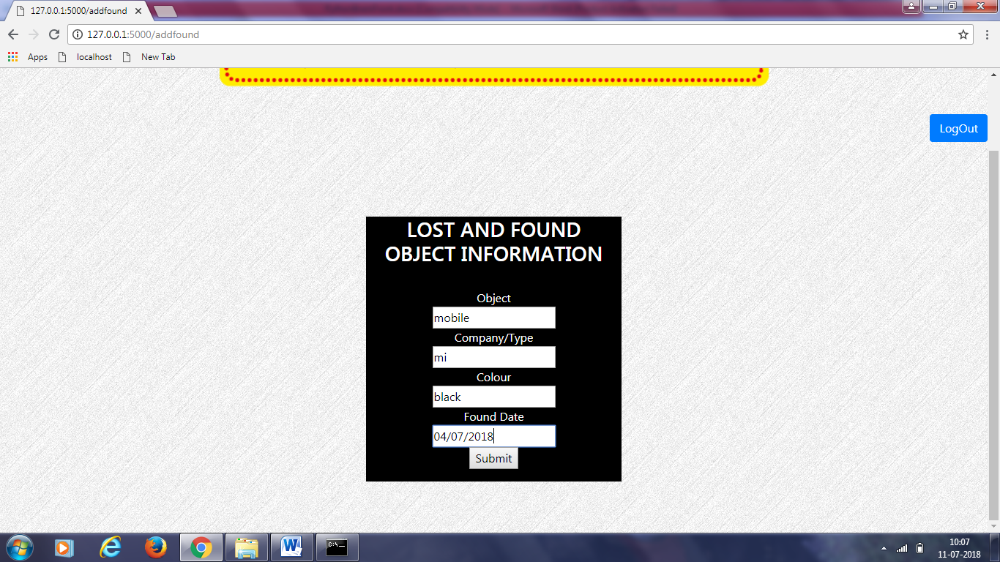 127.0.0.1:5000/addfound
127.0.0.1:5000/addfound
Apps localhost New Tab
LogOut
LOST AND FOUND
OBJECT INFORMATION
Object
mobile
Company/Type
mi
Colour
black
Found Date
04/07/2018
Submit
10:07
11-07-2018